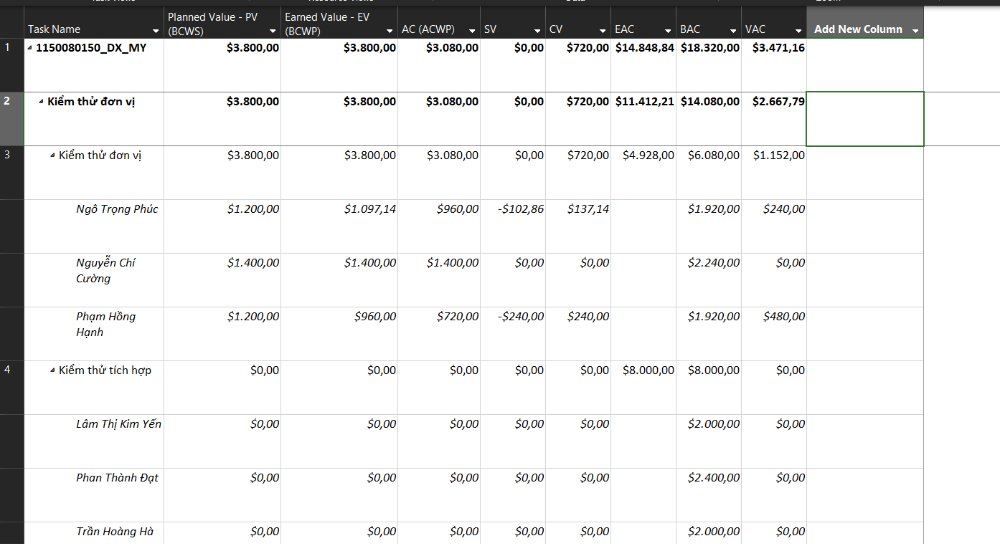 Task Name
Planned Value - PV (BCWS)
Earned Value - EV (BCWP)
AC (ACWP)
SV
CV
EAC
BAC
VAC
Add New Column
1 1150080150_DX_MY $3.800,00 $3.800,00 $3.080,00 $0,00 $720,00 $14.848,84 $18.320,00 $3.471,16
2 Kiểm thử đơn vị $3.800,00 $3.800,00 $3.080,00 $0,00 $720,00 $11.412,21 $14.080,00 $2.667,79
3 Kiểm thử đơn vị $3.800,00 $3.800,00 $3.080,00 $0,00 $720,00 $4.928,00 $6.080,00 $1.152,00
Ngô Trọng Phúc $1.200,00 $1.097,14 $960,00 -$102,86 $137,14 $1.920,00 $240,00
Nguyễn Chí Cường $1.400,00 $1.400,00 $1.400,00 $0,00 $0,00 $2.240,00 $0,00
Phạm Hồng Hạnh $1.200,00 $960,00 $720,00 -$240,00 $240,00 $1.920,00 $480,00
4 Kiểm thử tích hợp $0,00 $0,00 $0,00 $0,00 $0,00 $8.000,00 $8.000,00 $0,00
Lâm Thị Kim Yến $0,00 $0,00 $0,00 $0,00 $0,00 $2.000,00 $0,00
Phan Thành Đạt $0,00 $0,00 $0,00 $0,00 $0,00 $2.400,00 $0,00
Trần Hoàng Hà $0,00 $0,00 $0,00 $0,00 $0,00 $2.000,00 $0,00